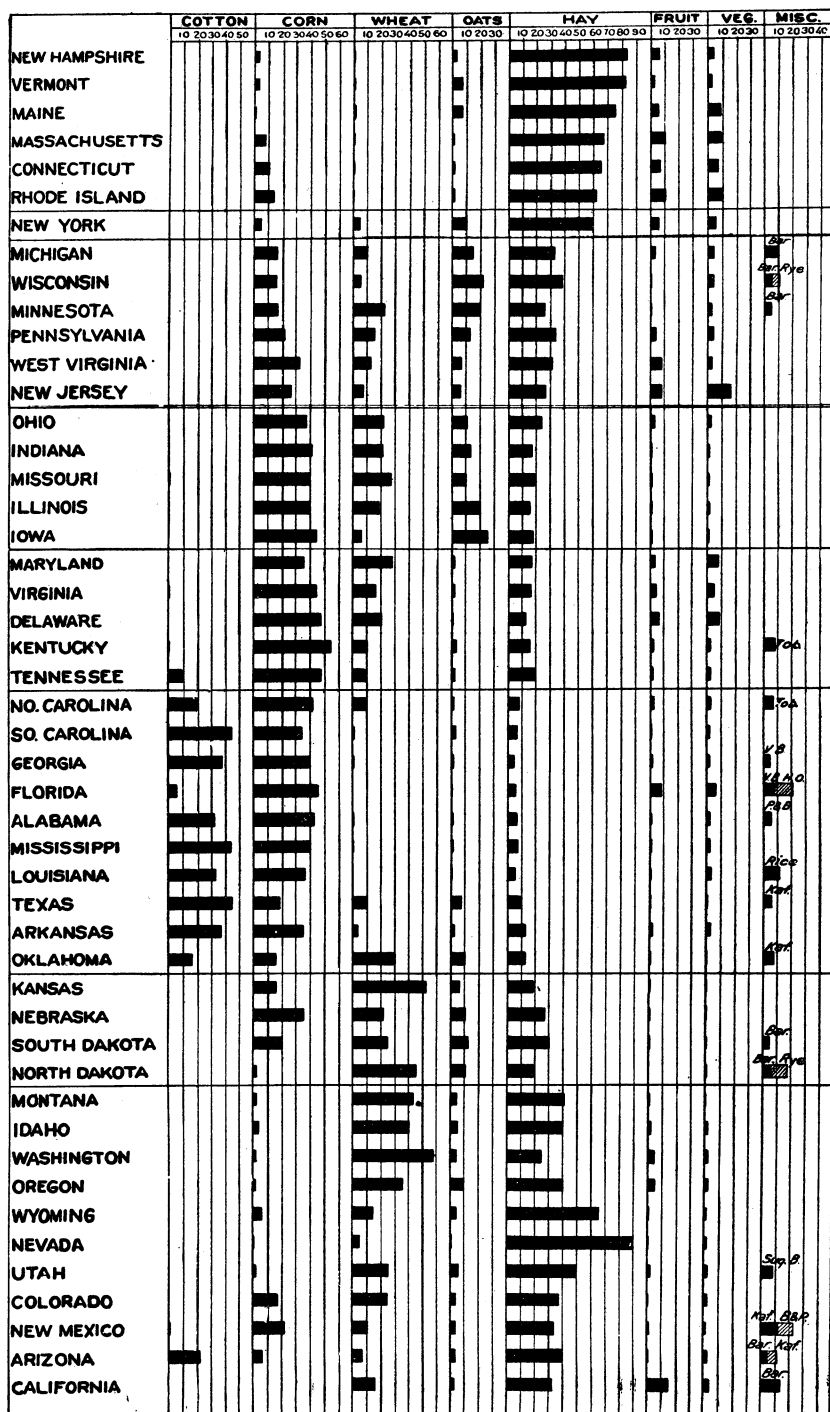 COTTON CORN WHEAT OATS HAY FRUIT VEG. MISC.
10 20 30 40 50 10 20 30 40 50 60 10 20 30 40 50 60 10 20 30 10 20 30 40 50 60 70 80 90 10 20 30 10 20 30 10 20 30 40
NEW HAMPSHIRE
VERMONT
MAINE
MASSACHUSETTS
CONNECTICUT
RHODE ISLAND
NEW YORK
MICHIGAN Bar
WISCONSIN Bar. Rye
MINNESOTA Bar
PENNSYLVANIA
WEST VIRGINIA
NEW JERSEY
OHIO
INDIANA
MISSOURI
ILLINOIS
IOWA
MARYLAND
VIRGINIA
DELAWARE
KENTUCKY Tob.
TENNESSEE
NO. CAROLINA Tob.
SO. CAROLINA
GEORGIA V.B
FLORIDA V.B. N.O.
ALABAMA P.&B
MISSISSIPPI
LOUISIANA Rice
TEXAS Kaf.
ARKANSAS
OKLAHOMA Kaf.
KANSAS
NEBRASKA
SOUTH DAKOTA Bar.
NORTH DAKOTA Bar. Rye
MONTANA
IDAHO
WASHINGTON
OREGON
WYOMING
NEVADA
UTAH Sug. B.
COLORADO
NEW MEXICO Kaf. B&P.
ARIZONA Bar. Kaf.
CALIFORNIA Bar.